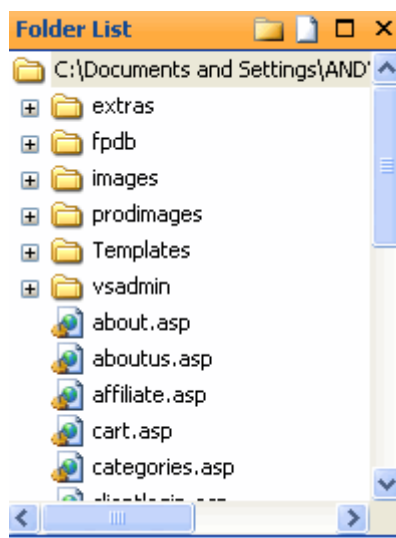 Folder List
C:\Documents and Settings\AND'
extras
fpdb
images
prodimages
Templates
vsadmin
about.asp
aboutus.asp
affiliate.asp
cart.asp
categories.asp